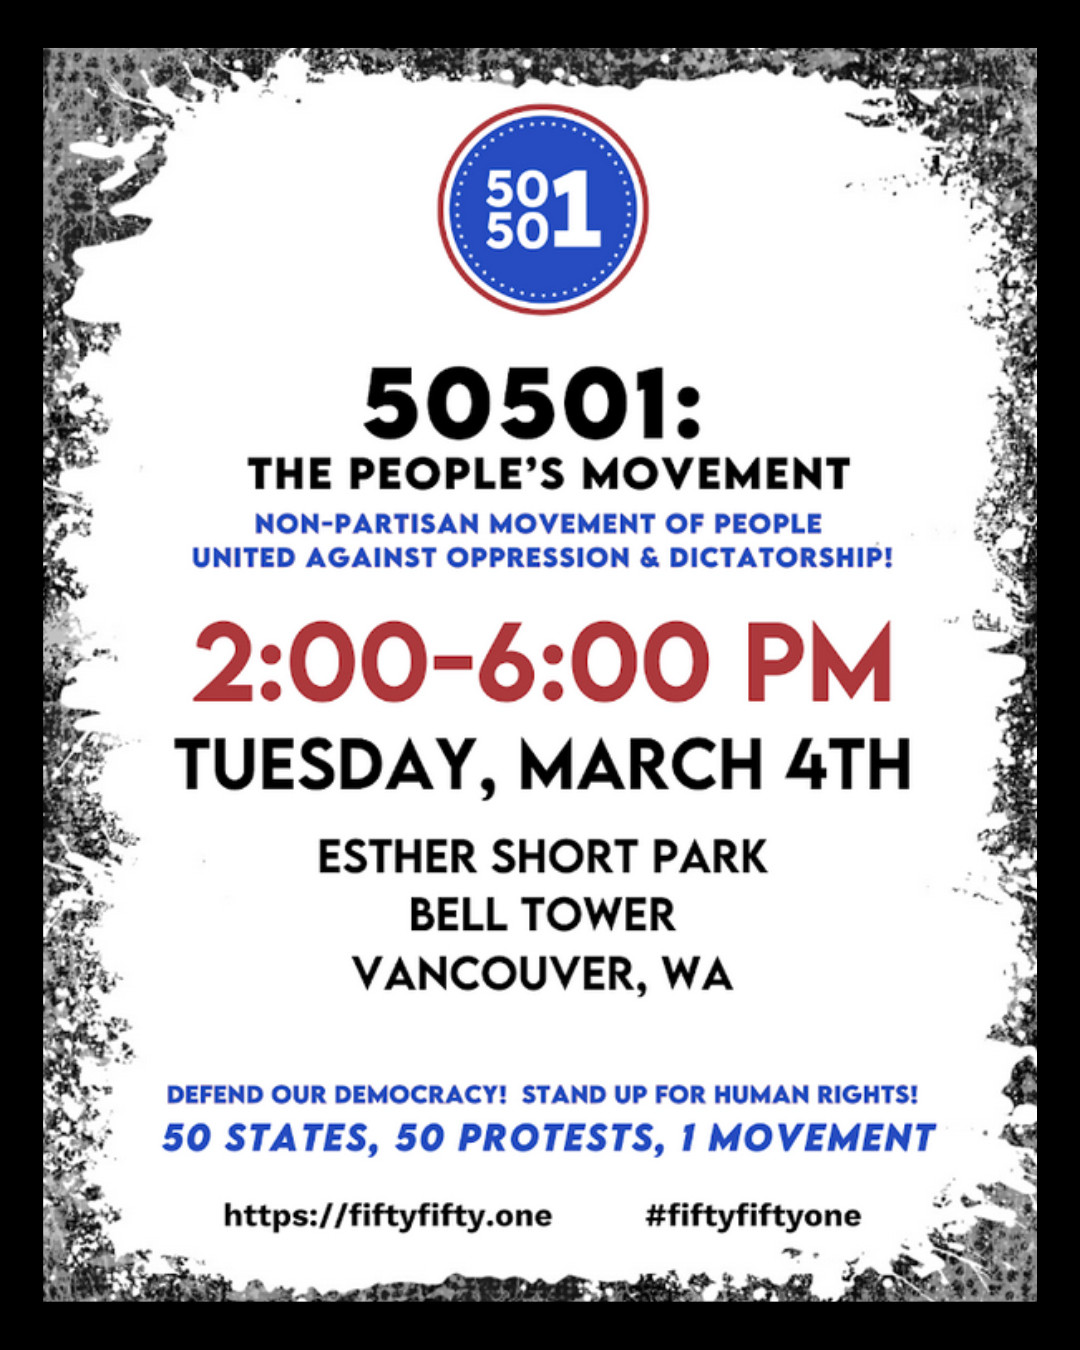 50
501
50501:
THE PEOPLE'S MOVEMENT
NON-PARTISAN MOVEMENT OF PEOPLE
UNITED AGAINST OPPRESSION & DICTATORSHIP!
2:00-6:00 PM
TUESDAY, MARCH 4TH
ESTHER SHORT PARK
BELL TOWER
VANCOUVER, WA
DEFEND OUR DEMOCRACY! STAND UP FOR HUMAN RIGHTS!
50 STATES, 50 PROTESTS, 1 MOVEMENT
https://fiftyfifty.one #fiftyfiftyone